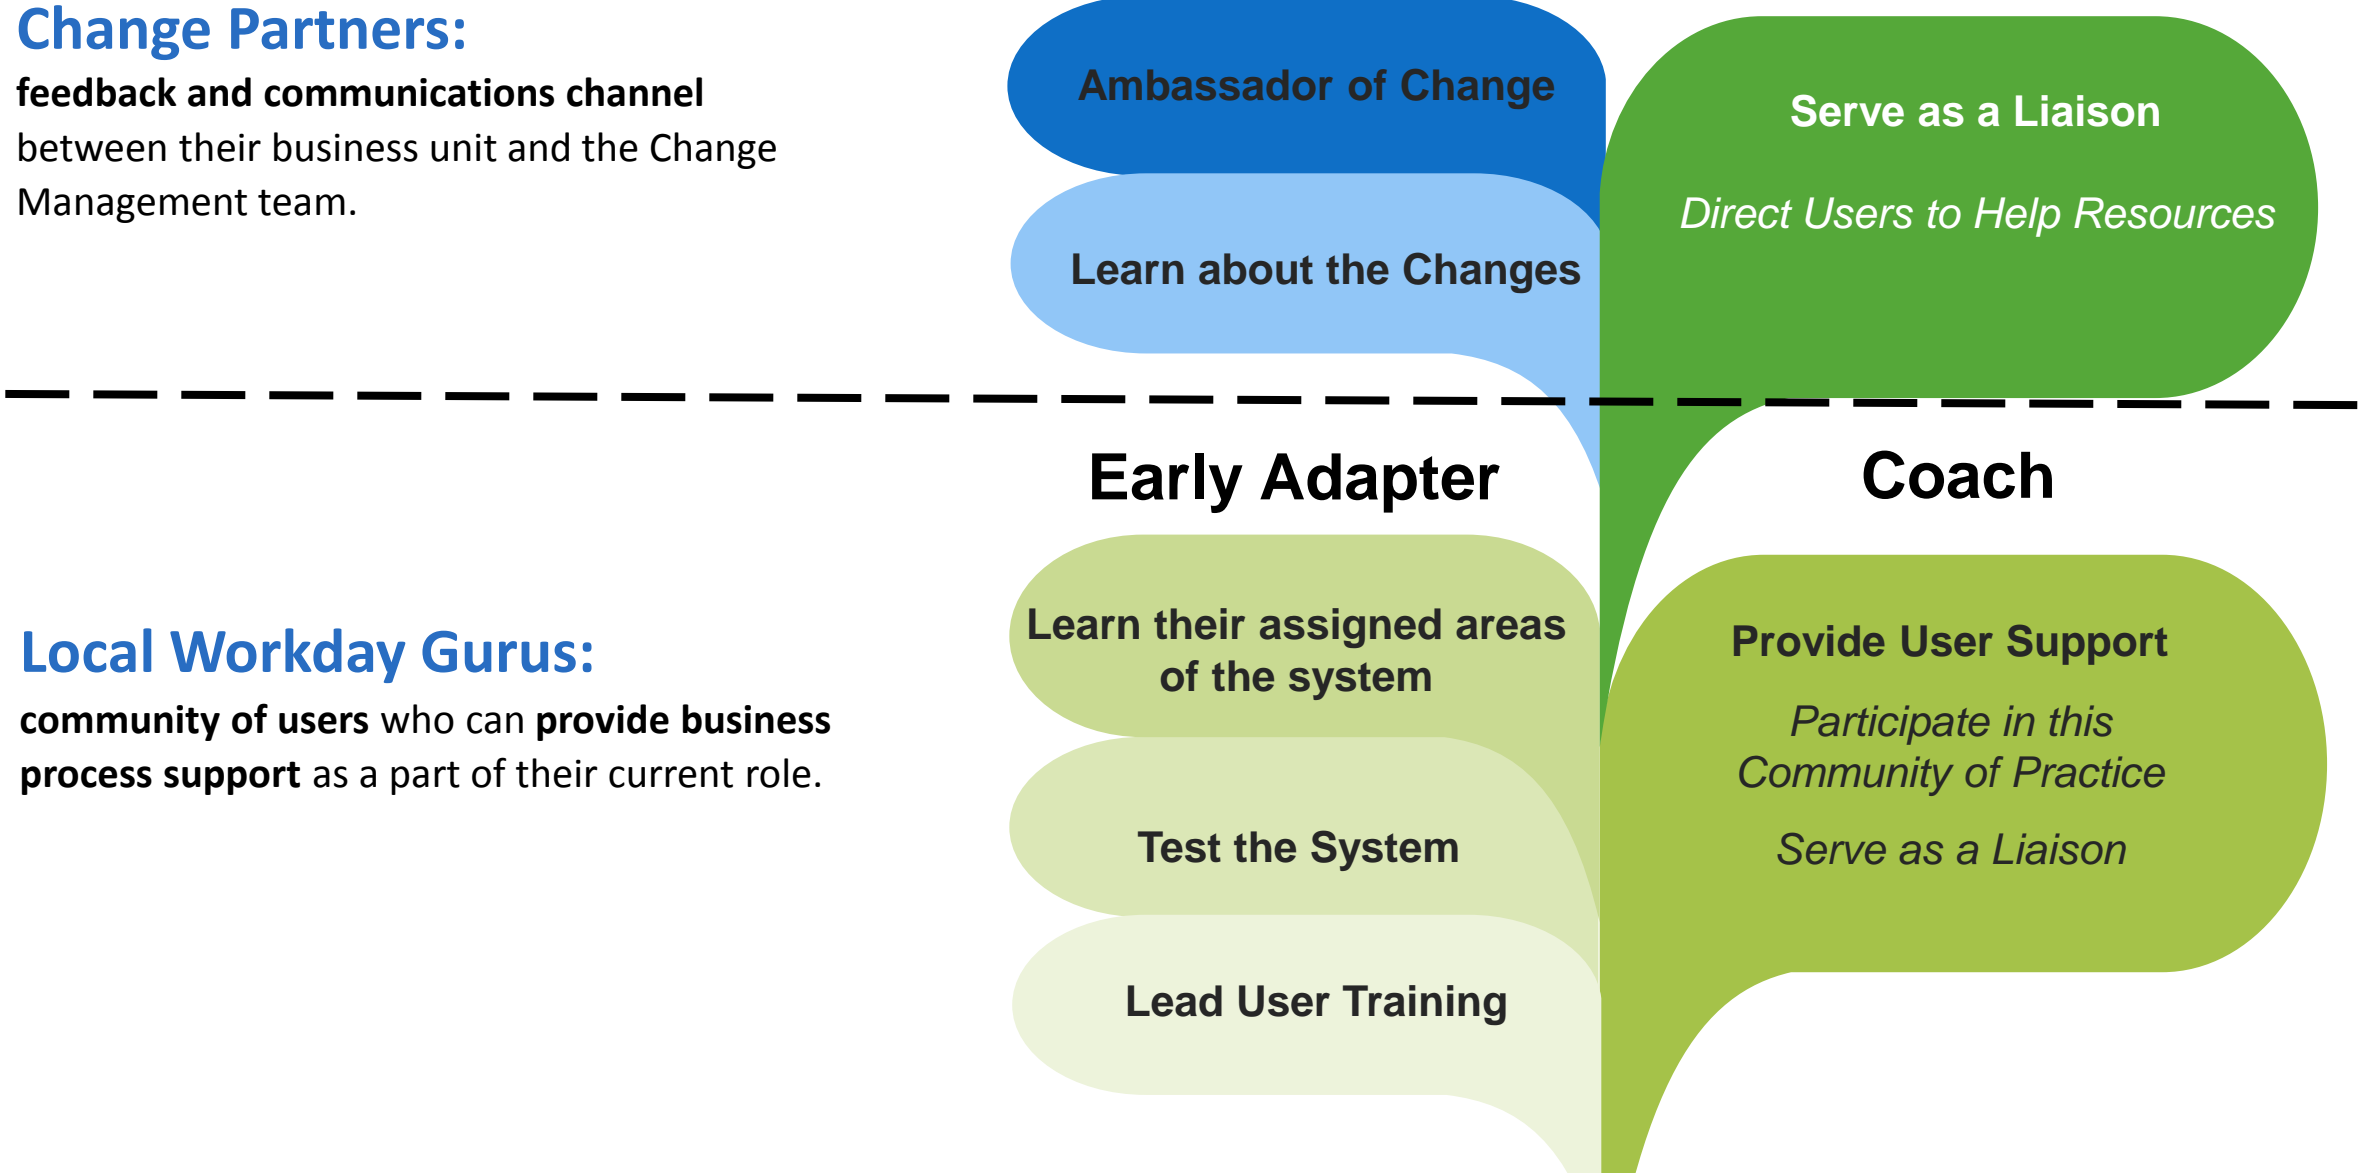 Change Partners:
feedback and communications channel
between their business unit and the Change
Management team.
Ambassador of Change
Learn about the Changes
Serve as a Liaison
Direct Users to Help Resources
Early Adapter
Coach
Local Workday Gurus:
community of users who can provide business
process support as a part of their current role.
Learn their assigned areas
of the system
Test the System
Lead User Training
Provide User Support
Participate in this
Community of Practice
Serve as a Liaison